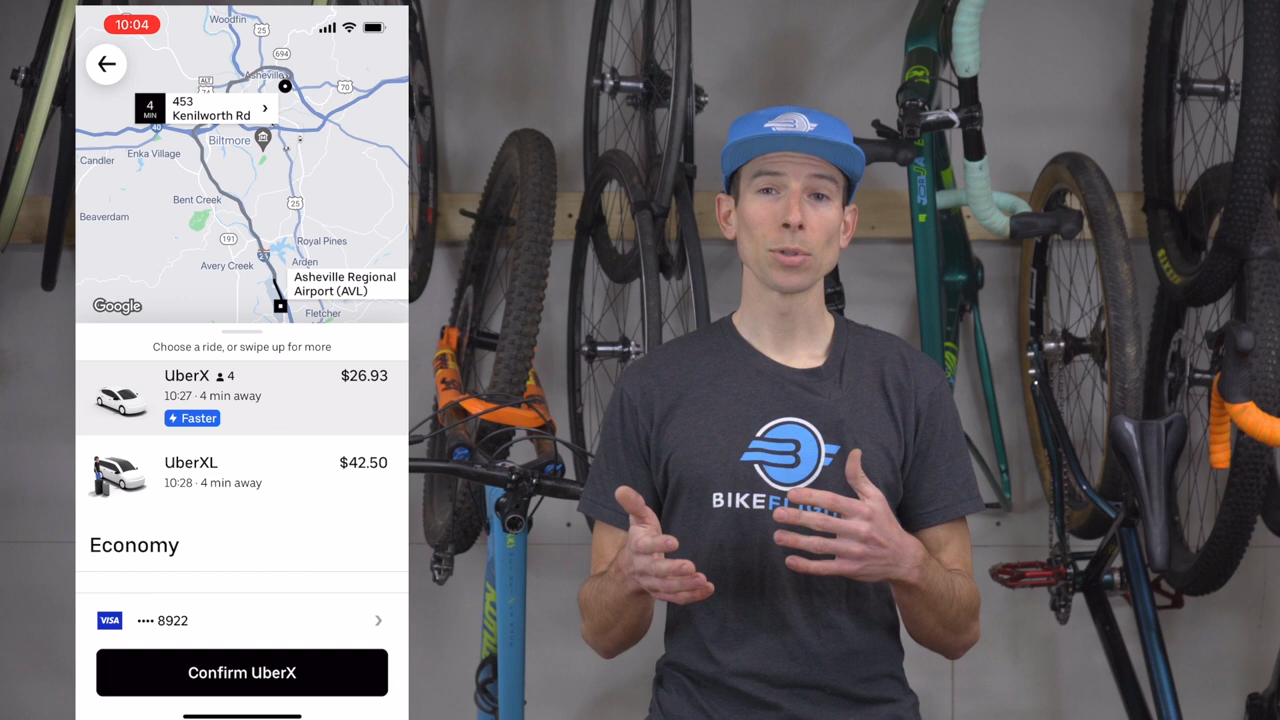 10:04
Woodfin
25
694
ALT
74
Asheville
70
4
MIN
453
Kenilworth Rd
40
Biltmore
Candler
Enka Village
Bent Creek
25
Beaverdam
191
Royal Pines
Avery Creek
Arden
26
Asheville Regional
Airport (AVL)
Google
Fletcher
Choose a ride, or swipe up for more
UberX 4
$26.93
10:27 · 4 min away
Faster
UberXL
$42.50
10:28 · 4 min away
Economy
VISA
•••• 8922
Confirm UberX